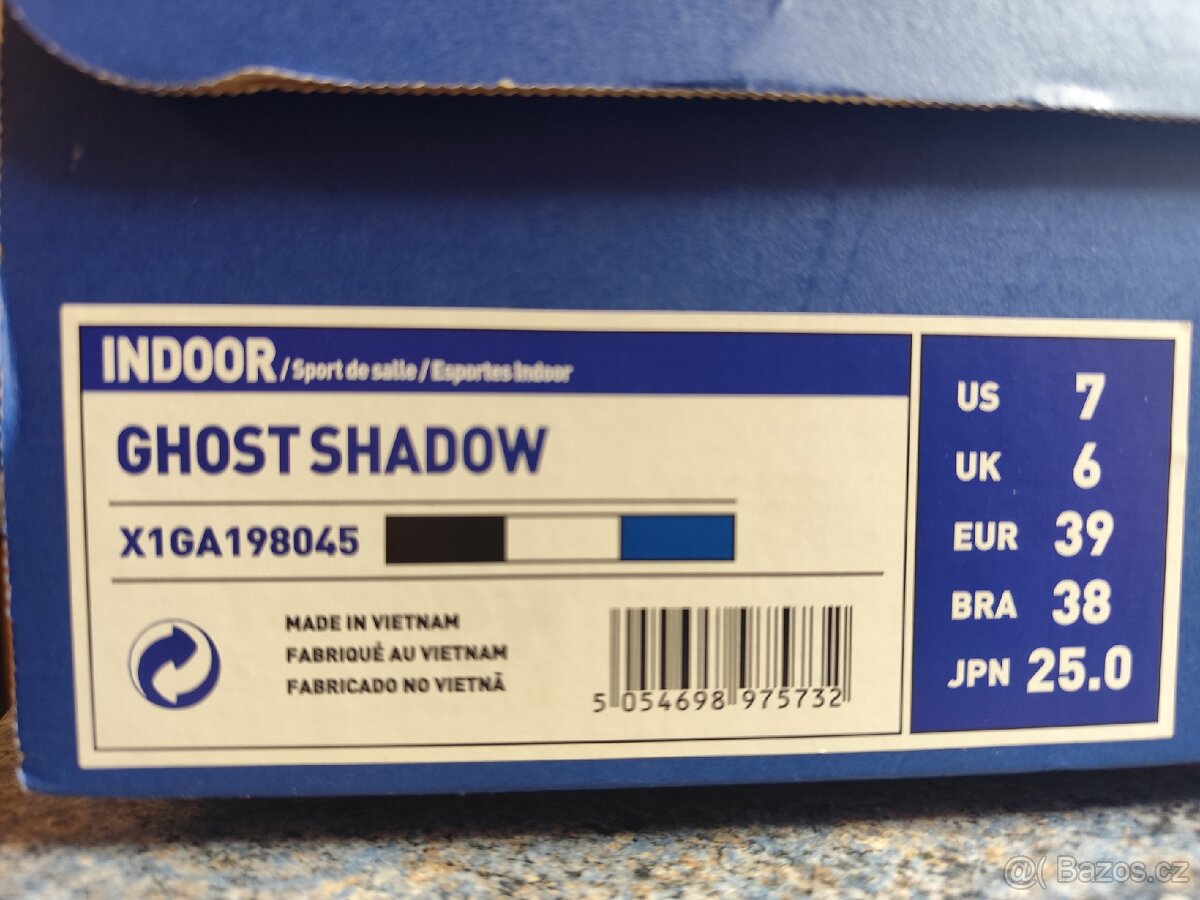 INDOOR / Sport de salle / Esportes Indoor
GHOST SHADOW
X1GA198045
MADE IN VIETNAM
FABRIQUÉ AU VIETNAM
FABRICADO NO VIETNÃ
5 054698 975732
US 7
UK 6
EUR 39
BRA 38
JPN 25.0
@( Bazos.cz